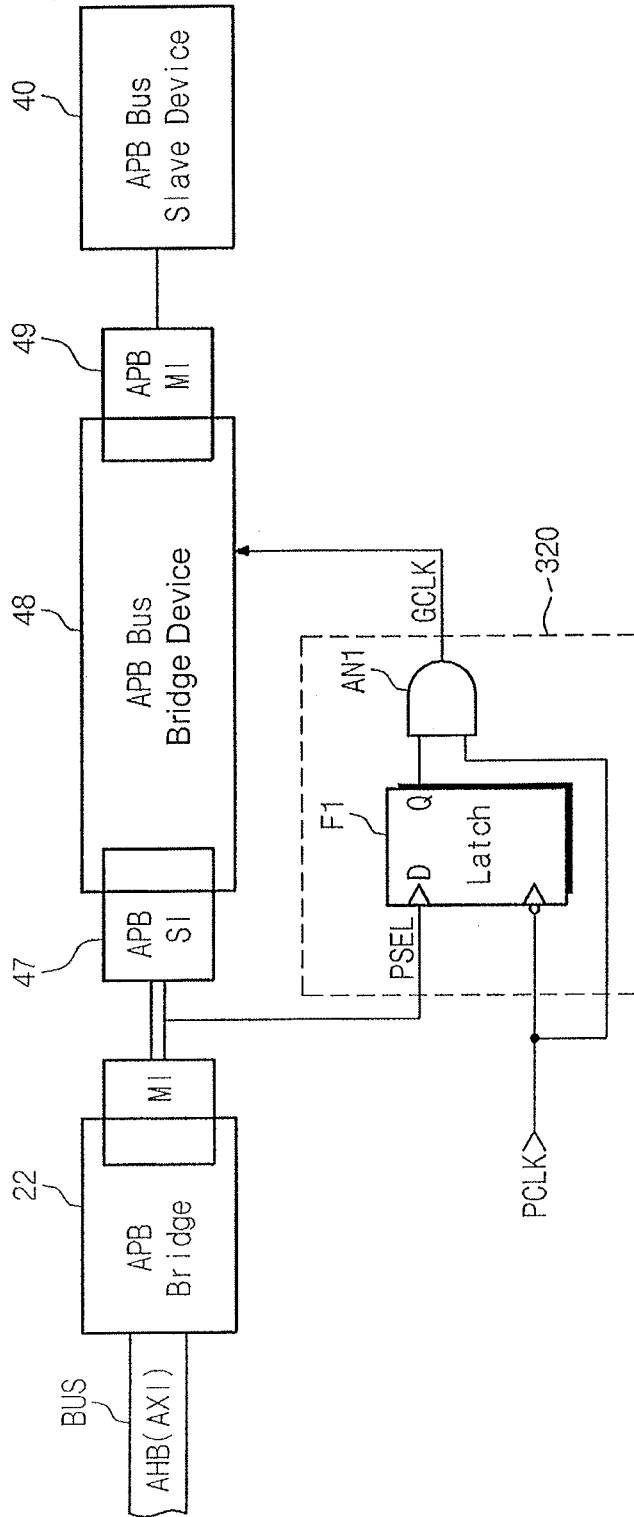 BUS
AHB(AXI)
22
APB
Bridge
MI
47
APB
SI
48
APB Bus
Bridge Device
49
APB
MI
40
APB Bus
Slave Device
PCLK
PSEL
F1
D
Q
Latch
AN1
GCLK
320